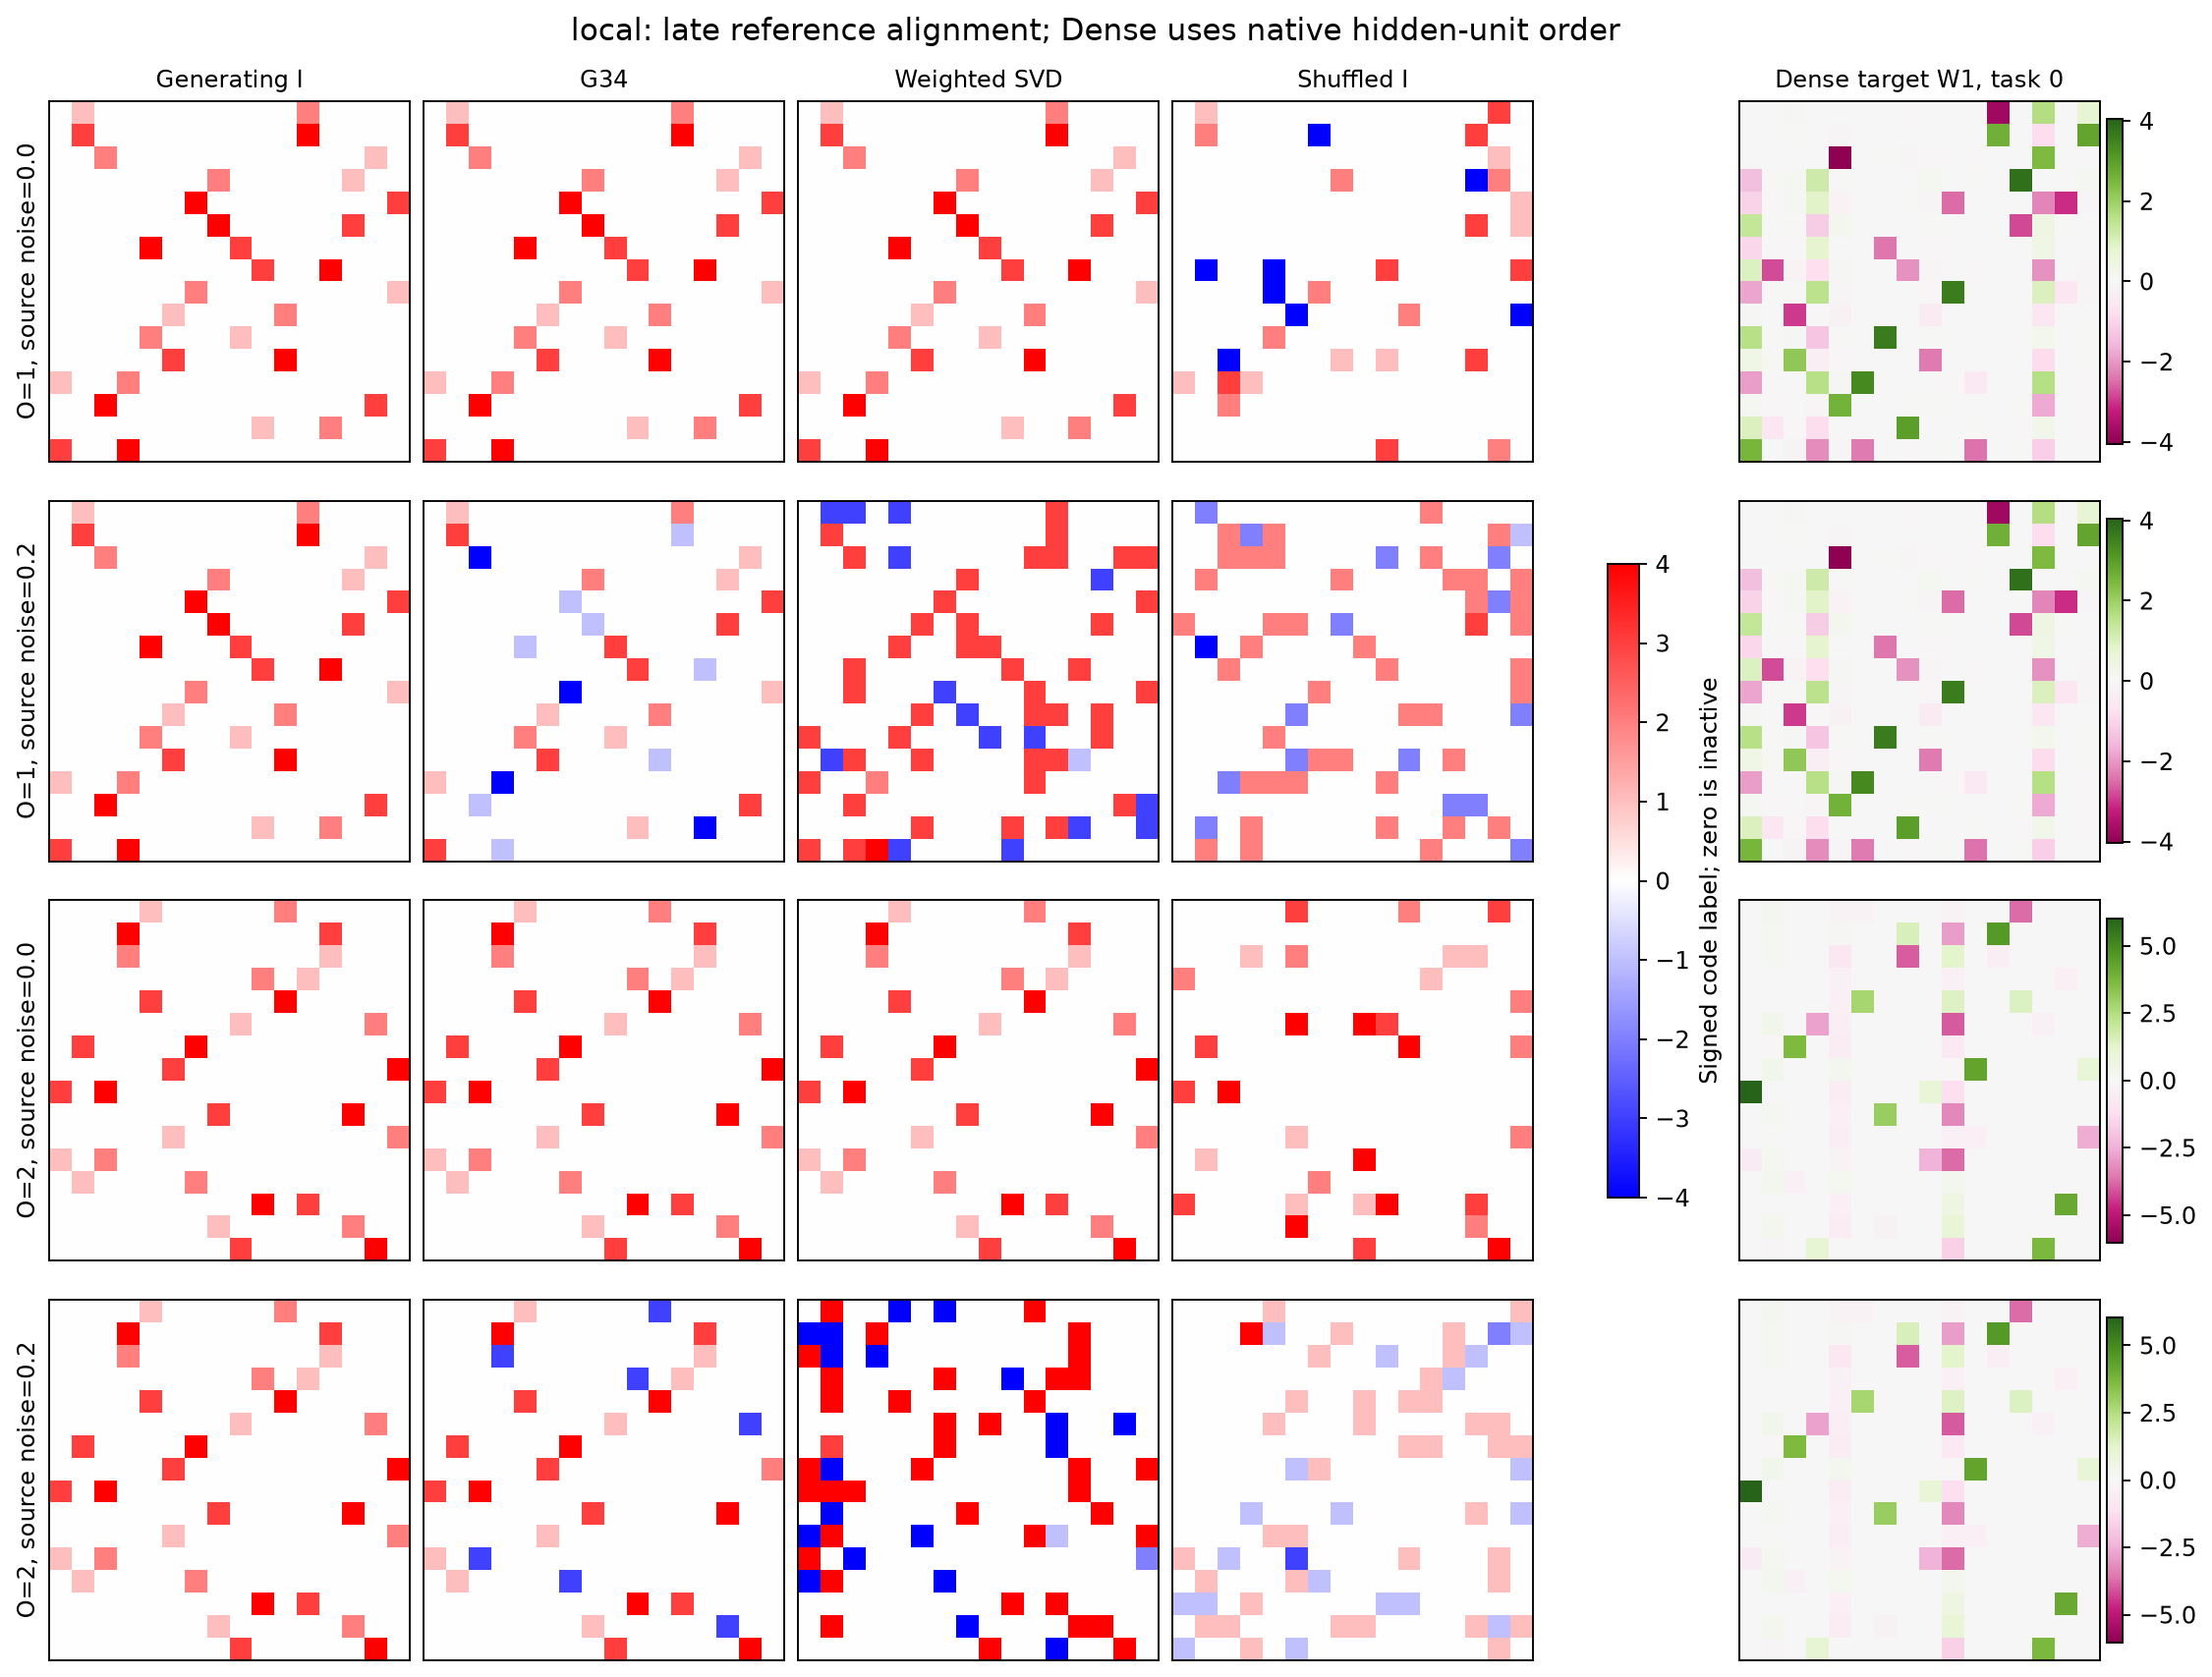 local: late reference alignment; Dense uses native hidden-unit order
Generating I
G34
Weighted SVD
Shuffled I
Dense target W1, task 0
O=1, source noise=0.0
4
2
0
−2
−4
O=1, source noise=0.2
4
2
0
−2
−4
4
3
2
1
0
−1
−2
−3
−4
Signed code label; zero is inactive
O=2, source noise=0.0
5.0
2.5
0.0
−2.5
−5.0
O=2, source noise=0.2
5.0
2.5
0.0
−2.5
−5.0